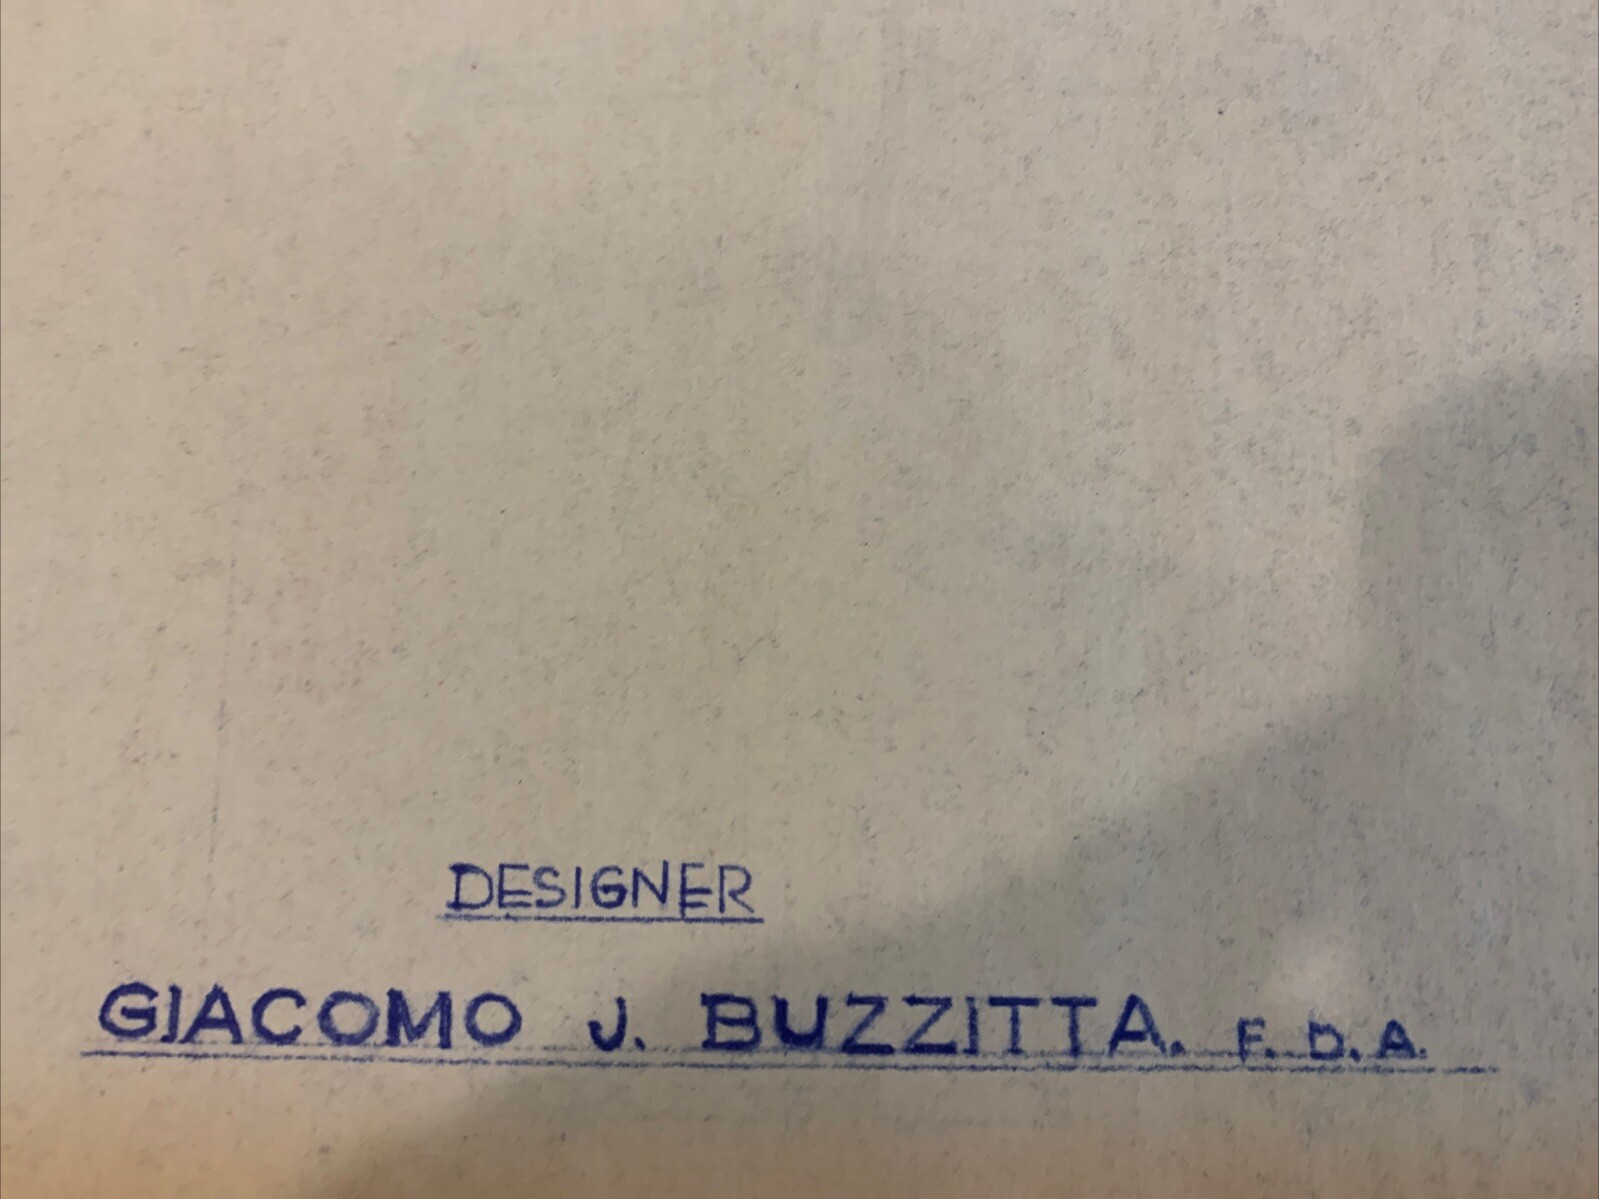 DESIGNER
GIACOMO J. BUZZITTA. F. D. A.